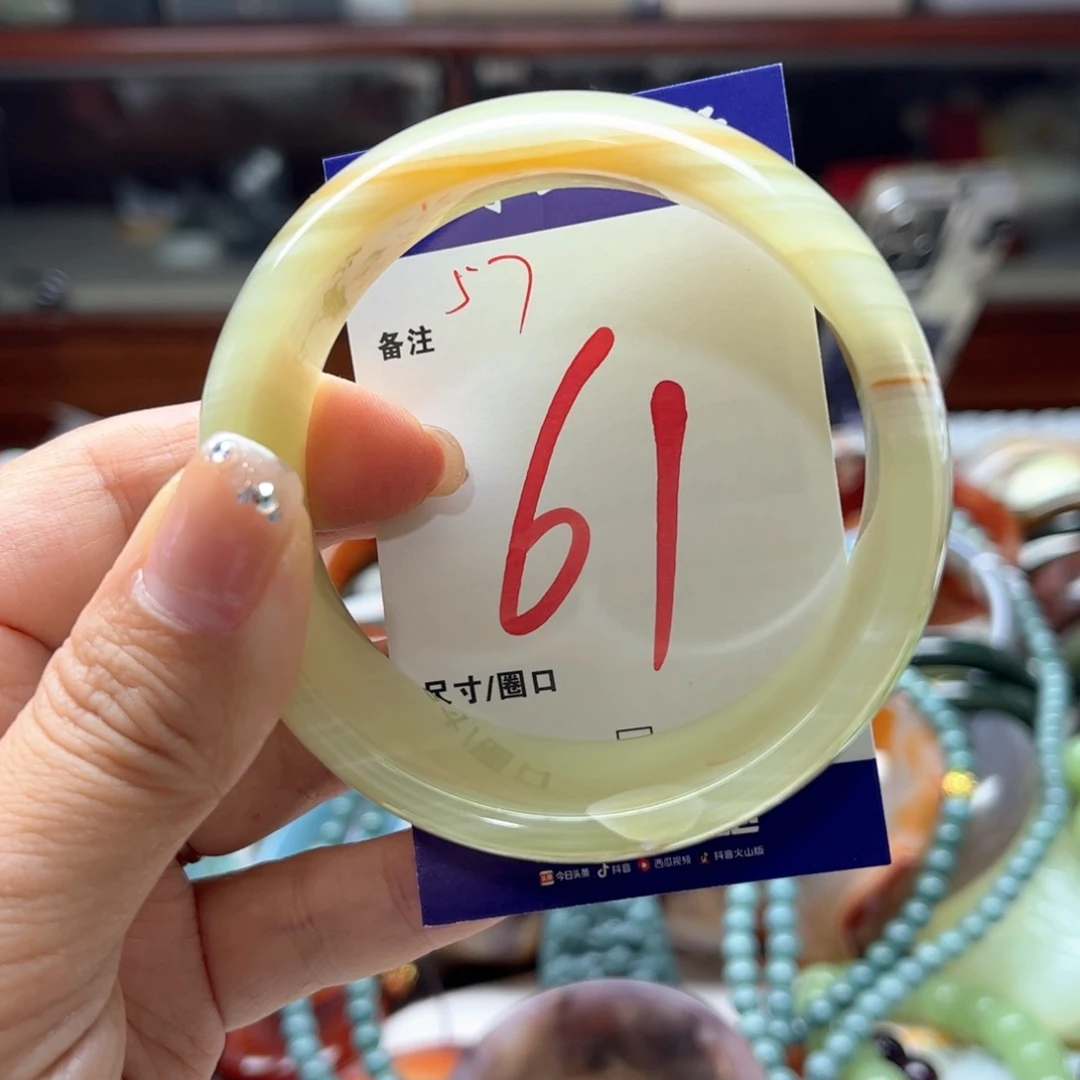 57
备注
61
尺寸/圈口
今日头条 抖音 西瓜视频 抖音火山版